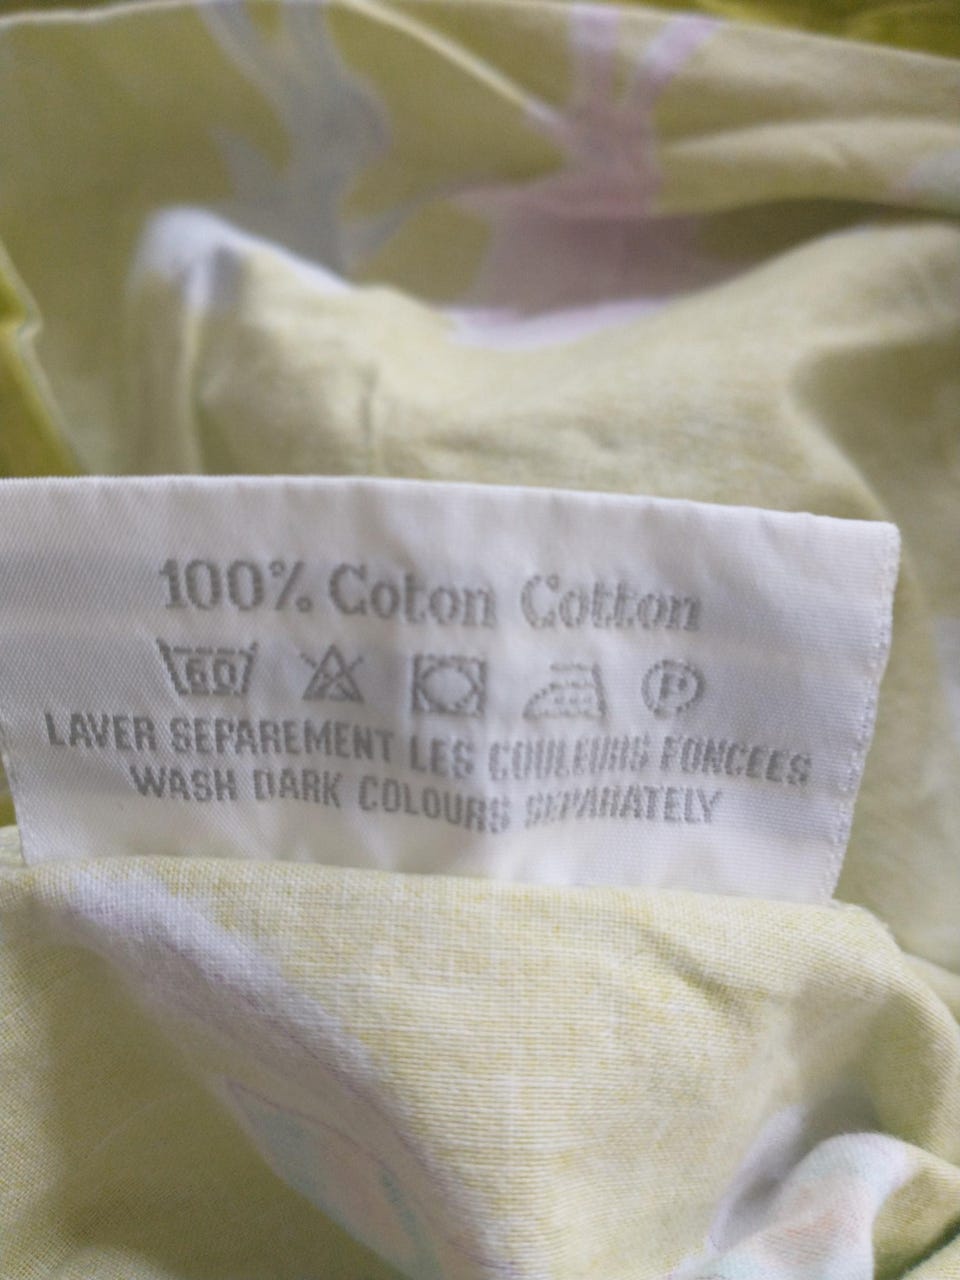 100% Coton Cotton
60 P
LAVER SEPAREMENT LES COULEURS FONCEES
WASH DARK COLOURS SEPARATELY